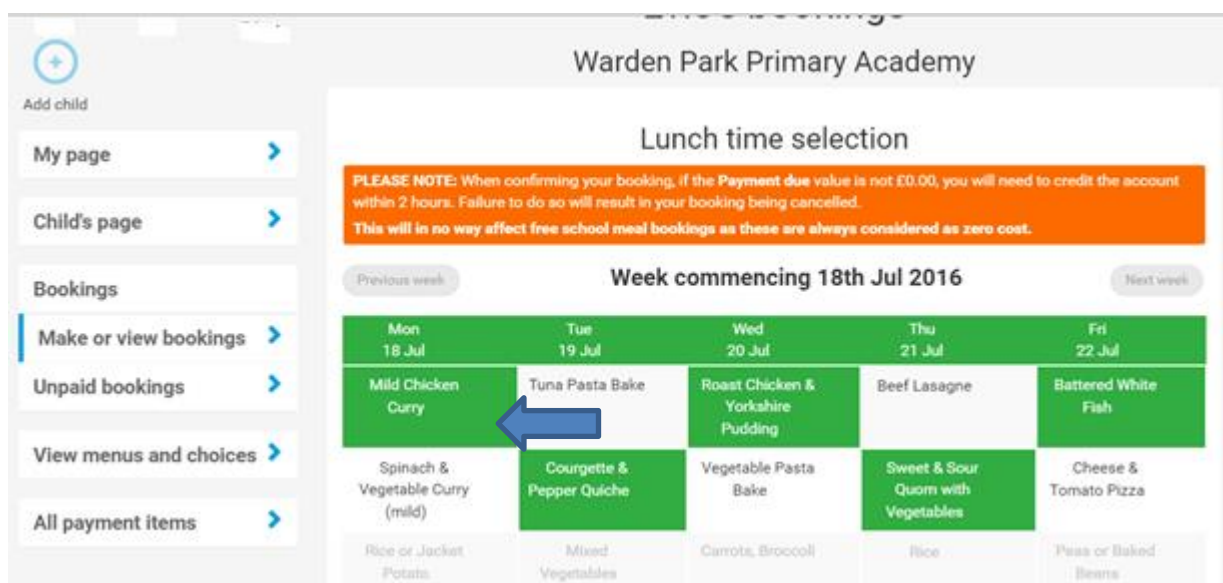 Warden Park Primary Academy
Add child
My page
Child's page
Bookings
Make or view bookings
Unpaid bookings
View menus and choices
All payment items
Lunch time selection
PLEASE NOTE: When confirming your booking, if the Payment due value is not £0.00, you will need to credit the account
within 2 hours. Failure to do so will result in your booking being cancelled.
This will in no way affect free school meal bookings as these are always considered as zero cost.
Previous week
Week commencing 18th Jul 2016
Next week
Mon Tue Wed Thu Fri
18 Jul 19 Jul 20 Jul 21 Jul 22 Jul
Mild Chicken Tuna Pasta Bake Roast Chicken & Beef Lasagne Battered White
Curry Yorkshire Fish
Pudding
Spinach & Courgette & Vegetable Pasta Sweet & Sour Cheese &
Vegetable Curry Pepper Quiche Bake Quorn with Tomato Pizza
(mild) Vegetables
Rice or Jacket Mixed Carrots, Broccoli Rice Peas or Baked
Potato Vegetables Beans